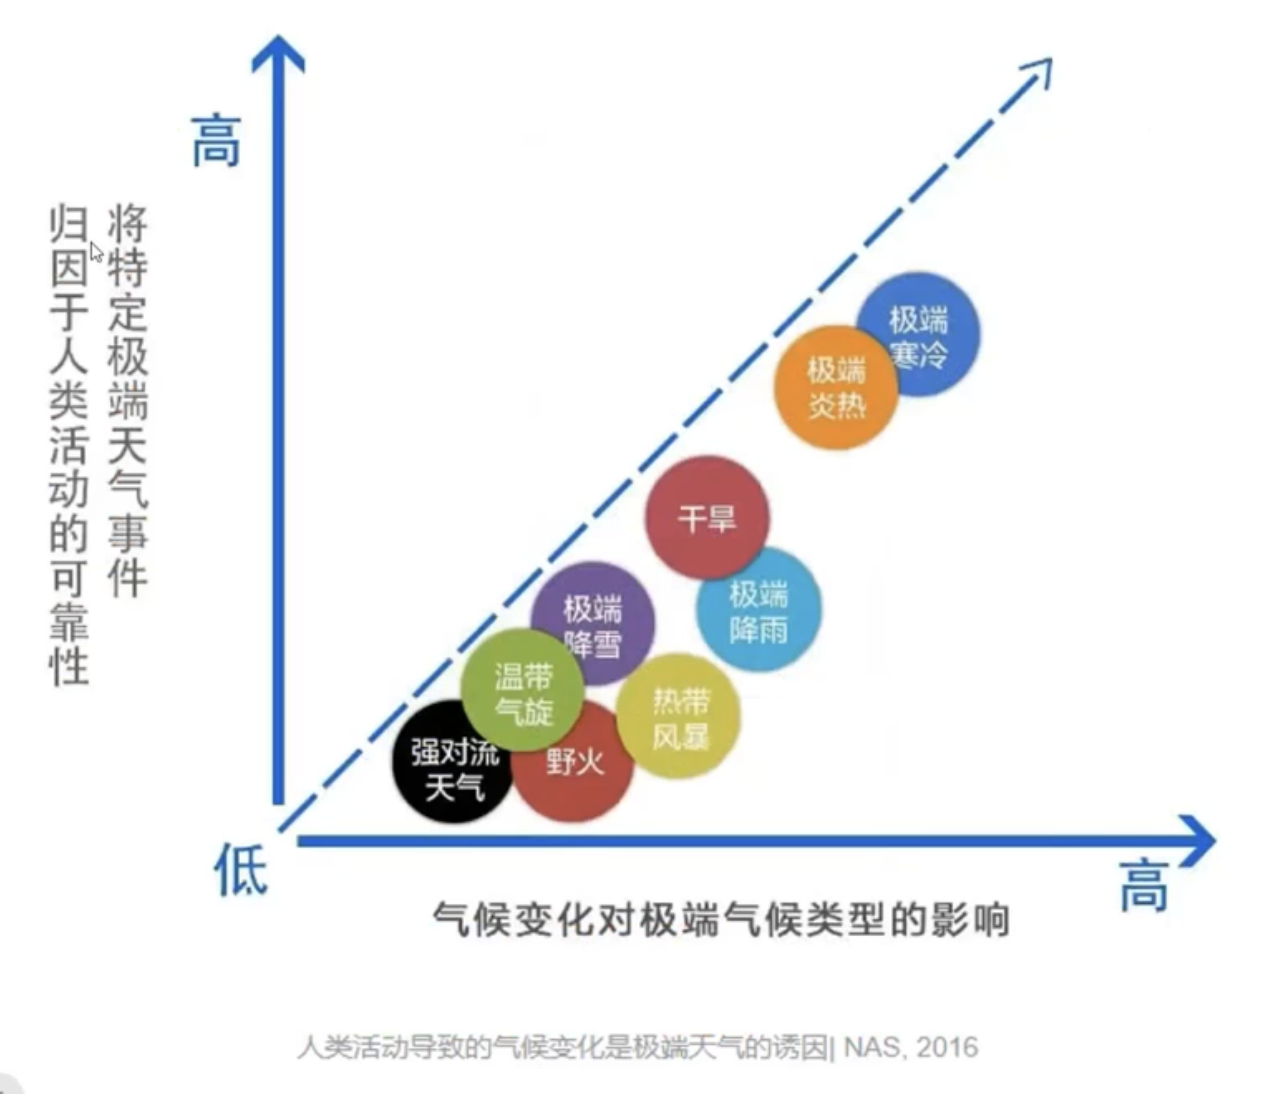 高
将特定极端天气事件
归因于人类活动的可靠性
极端
寒冷
极端
炎热
干旱
极端
降雨
极端
降雪
温带
气旋
热带
风暴
强对流
天气
野火
低
高
气候变化对极端气候类型的影响
人类活动导致的气候变化是极端天气的诱因| NAS, 2016